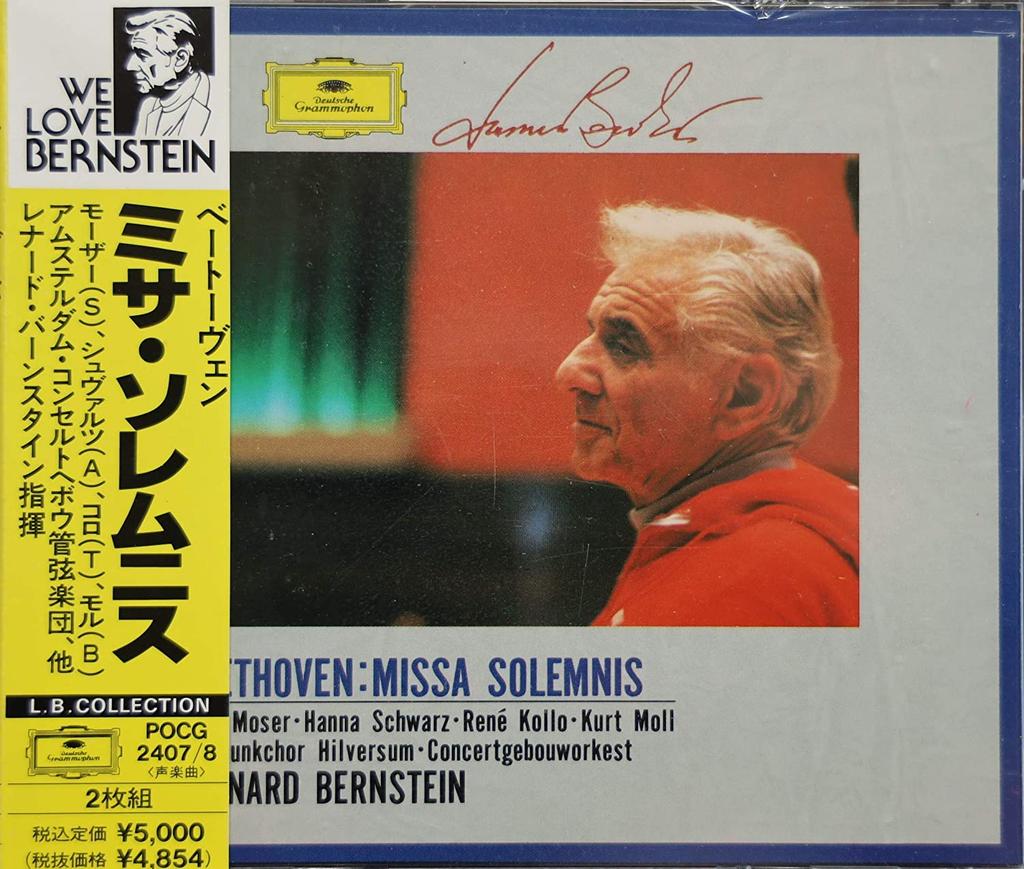 WE
LOVE
BERNSTEIN
ベートーヴェン
ミサ・ソレムニス
モーザー(S)、シュヴァルツ(A)、コロ(T)、モル(B)
アムステルダム・コンセルトヘボウ管弦楽団、他
レナード・バーンスタイン指揮
L.B.COLLECTION
Deutsche
Grammophon
POCG
2407/8
〈声楽曲〉
2枚組
税込定価 ¥5,000
(税抜価格 ¥4,854)
Deutsche
Grammophon
THOVEN:MISSA SOLEMNIS
Moser·Hanna Schwarz·René Kollo·Kurt Moll
unkchor Hilversum·Concertgebouworkest
NARD BERNSTEIN